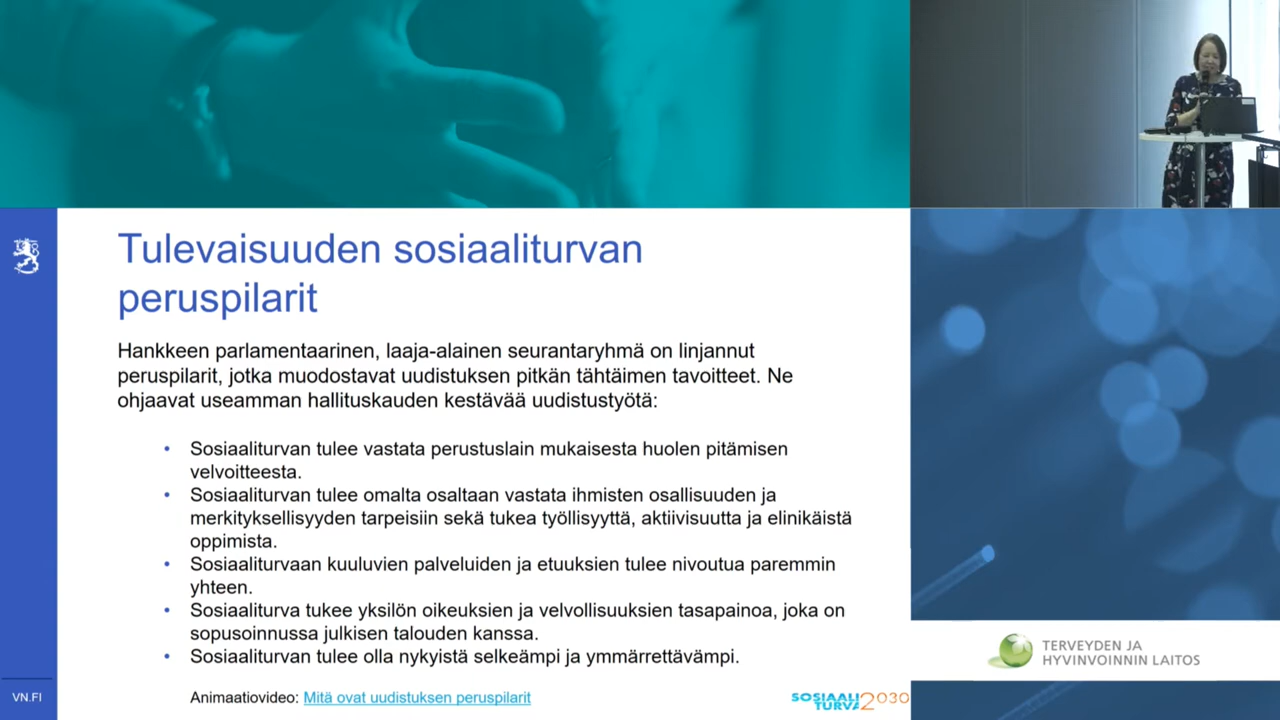 Tulevaisuuden sosiaaliturvan
peruspilarit
Hankkeen parlamentaarinen, laaja-alainen seurantaryhmä on linjannut
peruspilarit, jotka muodostavat uudistuksen pitkän tähtäimen tavoitteet. Ne
ohjaavat useamman hallituskauden kestävää uudistustyötä:
• Sosiaaliturvan tulee vastata perustuslain mukaisesta huolen pitämisen
velvoitteesta.
• Sosiaaliturvan tulee omalta osaltaan vastata ihmisten osallisuuden ja
merkityksellisyyden tarpeisiin sekä tukea työllisyyttä, aktiivisuutta ja elinikäistä
oppimista.
• Sosiaaliturvaan kuuluvien palveluiden ja etuuksien tulee nivoutua paremmin
yhteen.
• Sosiaaliturva tukee yksilön oikeuksien ja velvollisuuksien tasapainoa, joka on
sopusoinnussa julkisen talouden kanssa.
• Sosiaaliturvan tulee olla nykyistä selkeämpi ja ymmärrettävämpi.
Animaatiovideo: Mitä ovat uudistuksen peruspilarit
VN.FI
SOSIAALI
TURVA 2030
TERVEYDEN JA
HYVINVOINNIN LAITOS